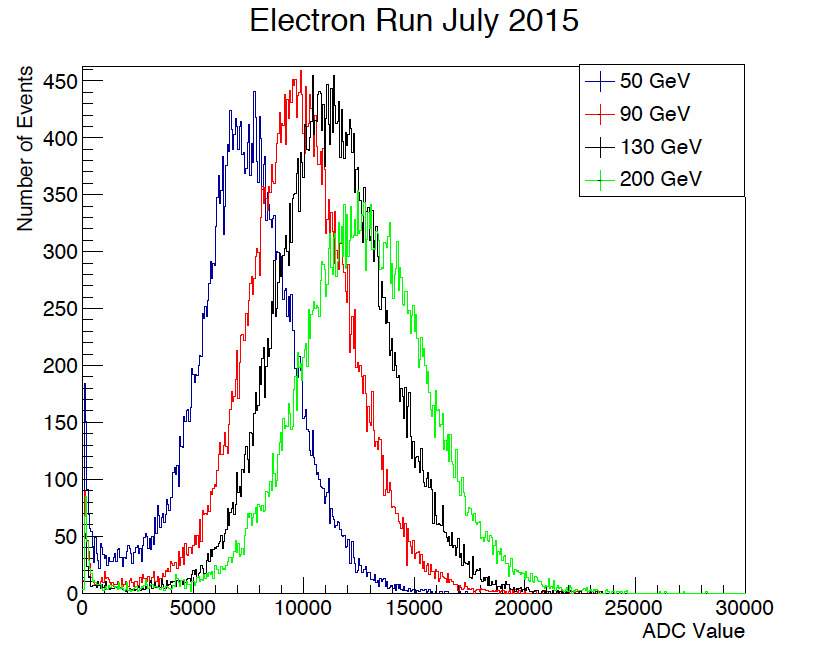 Electron Run July 2015
Number of Events
450
400
350
300
250
200
150
100
50
0
50 GeV
90 GeV
130 GeV
200 GeV
0 5000 10000 15000 20000 25000 30000
ADC Value